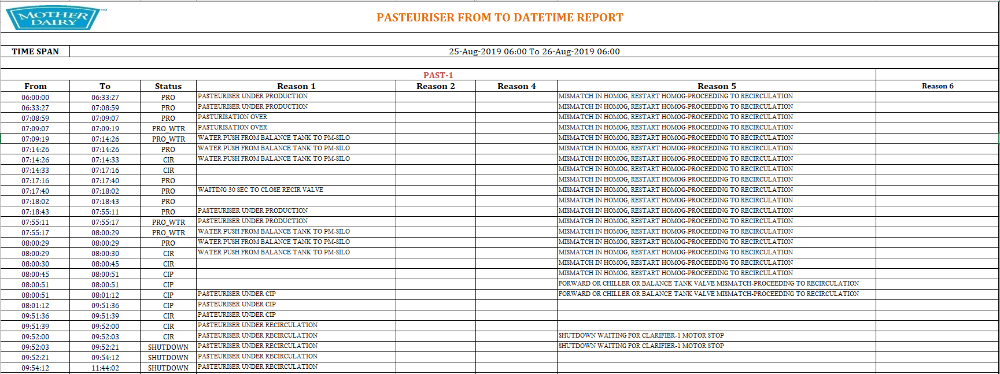 MOTHER DAIRY ™
PASTEURISER FROM TO DATETIME REPORT
TIME SPAN 25-Aug-2019 06:00 To 26-Aug-2019 06:00
PAST-1
From To Status Reason 1 Reason 2 Reason 4 Reason 5 Reason 6
06:00:00 06:33:27 PRO PASTEURISER UNDER PRODUCTION MISMATCH IN HOMOG, RESTART HOMOG-PROCEEDING TO RECIRCULATION
06:33:27 07:08:59 PRO PASTEURISER UNDER PRODUCTION MISMATCH IN HOMOG, RESTART HOMOG-PROCEEDING TO RECIRCULATION
07:08:59 07:09:07 PRO PASTURISATION OVER MISMATCH IN HOMOG, RESTART HOMOG-PROCEEDING TO RECIRCULATION
07:09:07 07:09:19 PRO_WTR PASTURISATION OVER MISMATCH IN HOMOG, RESTART HOMOG-PROCEEDING TO RECIRCULATION
07:09:19 07:14:26 PRO_WTR WATER PUSH FROM BALANCE TANK TO PM-SILO MISMATCH IN HOMOG, RESTART HOMOG-PROCEEDING TO RECIRCULATION
07:14:26 07:14:26 PRO WATER PUSH FROM BALANCE TANK TO PM-SILO MISMATCH IN HOMOG, RESTART HOMOG-PROCEEDING TO RECIRCULATION
07:14:26 07:14:33 CIR WATER PUSH FROM BALANCE TANK TO PM-SILO MISMATCH IN HOMOG, RESTART HOMOG-PROCEEDING TO RECIRCULATION
07:14:33 07:17:16 CIR MISMATCH IN HOMOG, RESTART HOMOG-PROCEEDING TO RECIRCULATION
07:17:16 07:17:40 PRO MISMATCH IN HOMOG, RESTART HOMOG-PROCEEDING TO RECIRCULATION
07:17:40 07:18:02 PRO WAITING 30 SEC TO CLOSE RECIR VALVE MISMATCH IN HOMOG, RESTART HOMOG-PROCEEDING TO RECIRCULATION
07:18:02 07:18:43 PRO MISMATCH IN HOMOG, RESTART HOMOG-PROCEEDING TO RECIRCULATION
07:18:43 07:55:11 PRO PASTEURISER UNDER PRODUCTION MISMATCH IN HOMOG, RESTART HOMOG-PROCEEDING TO RECIRCULATION
07:55:11 07:55:17 PRO_WTR PASTEURISER UNDER PRODUCTION MISMATCH IN HOMOG, RESTART HOMOG-PROCEEDING TO RECIRCULATION
07:55:17 08:00:29 PRO_WTR WATER PUSH FROM BALANCE TANK TO PM-SILO MISMATCH IN HOMOG, RESTART HOMOG-PROCEEDING TO RECIRCULATION
08:00:29 08:00:29 PRO WATER PUSH FROM BALANCE TANK TO PM-SILO MISMATCH IN HOMOG, RESTART HOMOG-PROCEEDING TO RECIRCULATION
08:00:29 08:00:30 CIR WATER PUSH FROM BALANCE TANK TO PM-SILO MISMATCH IN HOMOG, RESTART HOMOG-PROCEEDING TO RECIRCULATION
08:00:30 08:00:45 CIR MISMATCH IN HOMOG, RESTART HOMOG-PROCEEDING TO RECIRCULATION
08:00:45 08:00:51 CIP MISMATCH IN HOMOG, RESTART HOMOG-PROCEEDING TO RECIRCULATION
08:00:51 08:00:51 CIP FORWARD OR CHILLER OR BALANCE TANK VALVE MISMATCH-PROCEEDING TO RECIRCULATION
08:00:51 08:01:12 CIP PASTEURISER UNDER CIP FORWARD OR CHILLER OR BALANCE TANK VALVE MISMATCH-PROCEEDING TO RECIRCULATION
08:01:12 09:51:36 CIP PASTEURISER UNDER CIP
09:51:36 09:51:39 CIR PASTEURISER UNDER CIP
09:51:39 09:52:00 CIR PASTEURISER UNDER RECIRCULATION
09:52:00 09:52:03 CIR PASTEURISER UNDER RECIRCULATION SHUTDOWN WAITING FOR CLARIFIER-1 MOTOR STOP
09:52:03 09:52:21 SHUTDOWN PASTEURISER UNDER RECIRCULATION SHUTDOWN WAITING FOR CLARIFIER-1 MOTOR STOP
09:52:21 09:54:12 SHUTDOWN PASTEURISER UNDER RECIRCULATION
09:54:12 11:44:02 SHUTDOWN PASTEURISER UNDER RECIRCULATION